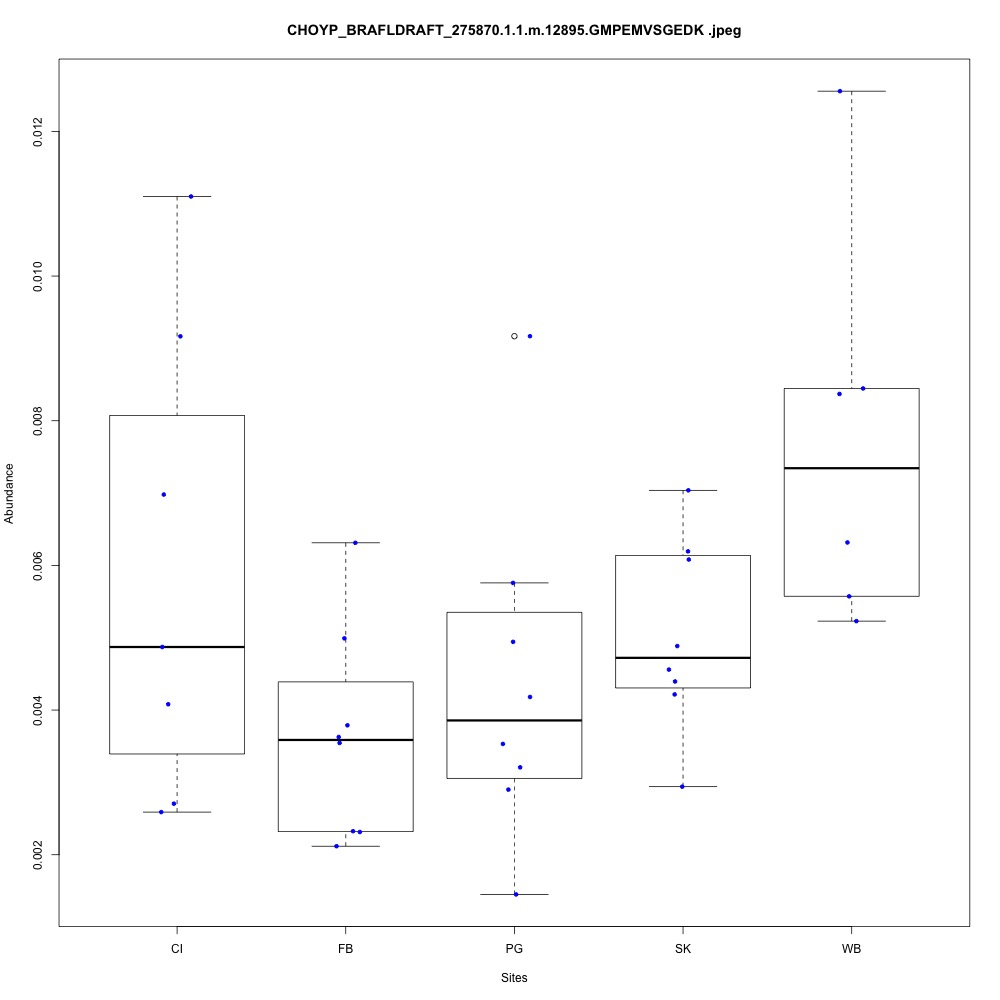 CHOYP_BRAFLDRAFT_275870.1.1.m.12895.GMPEMVSGEDK .jpeg
0.012
0.010
0.008
0.006
0.004
0.002
Abundance
CI FB PG SK WB
Sites